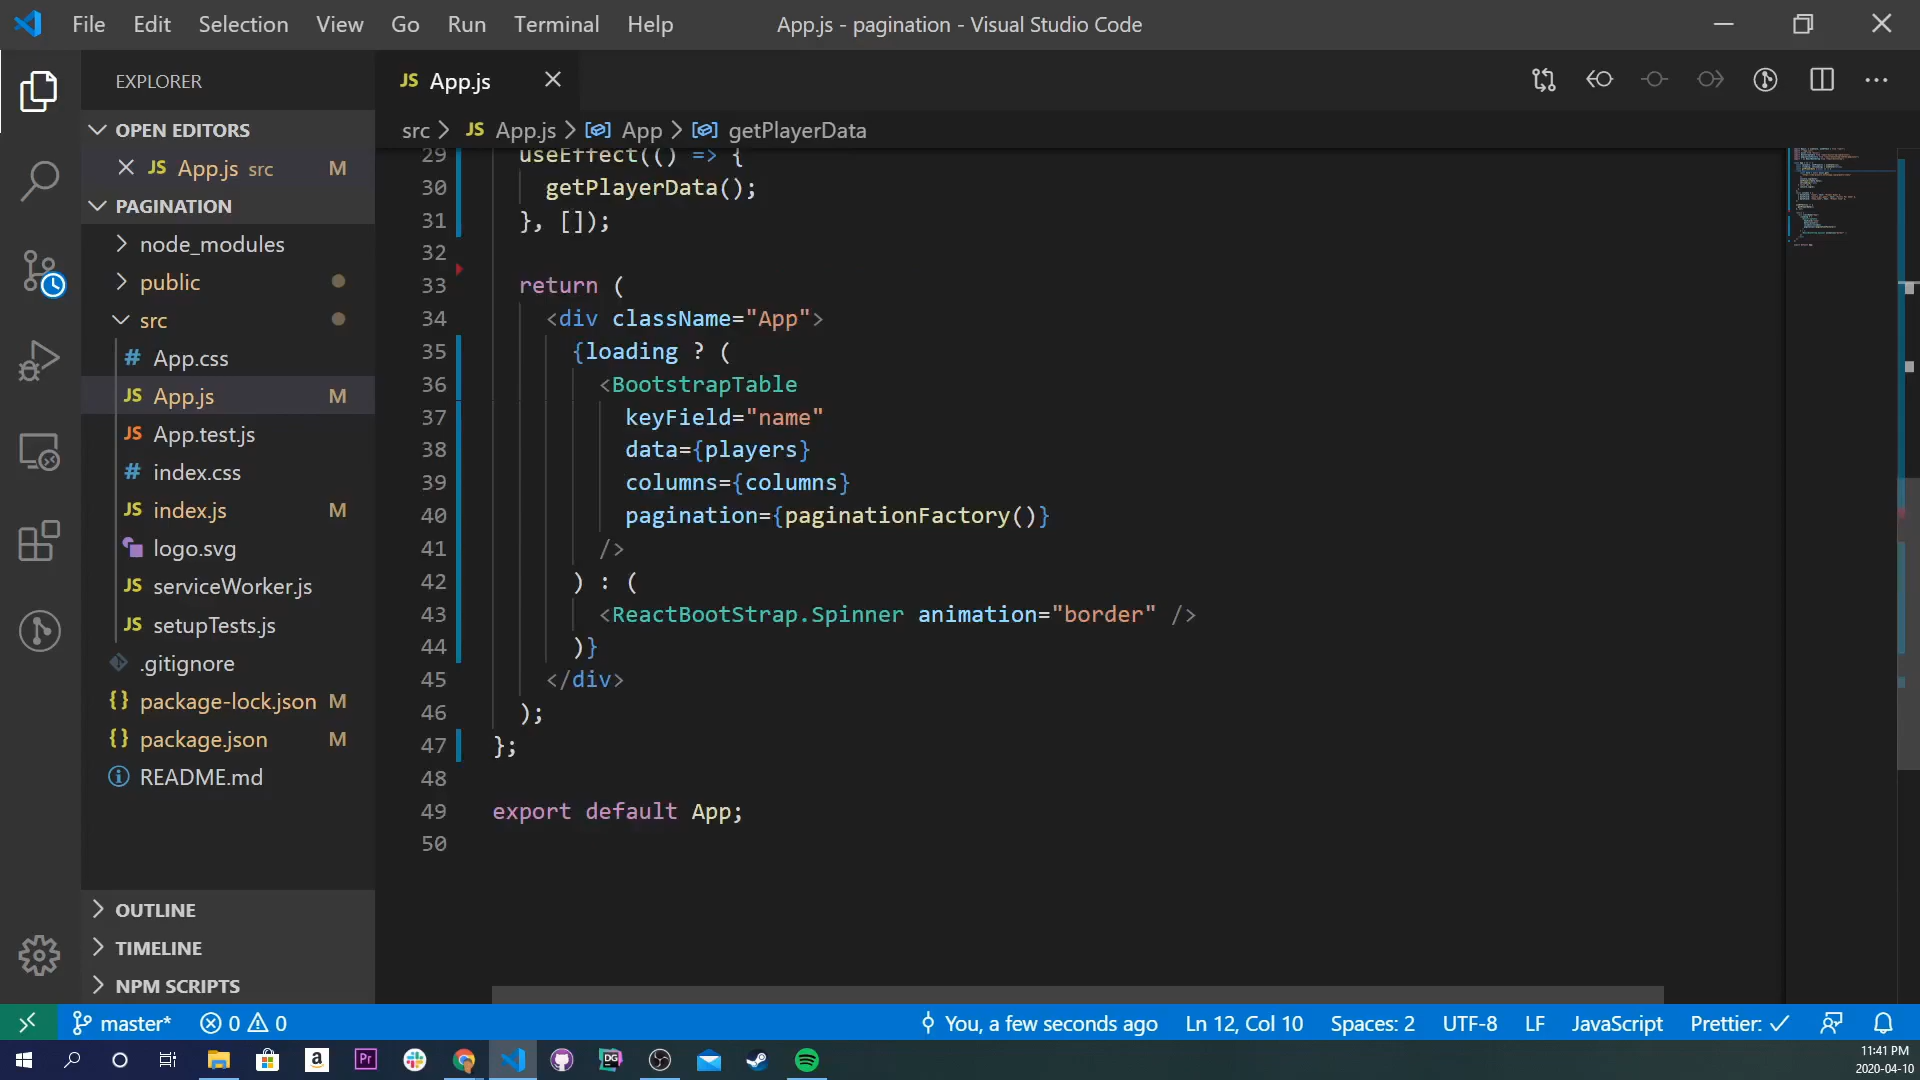 File Edit Selection View Go Run Terminal Help
App.js - pagination - Visual Studio Code
EXPLORER
OPEN EDITORS
JS App.js src M
PAGINATION
node_modules
public
src
# App.css
JS App.js M
JS App.test.js
# index.css
JS index.js M
logo.svg
JS serviceWorker.js
JS setupTests.js
.gitignore
{} package-lock.json M
{} package.json M
README.md
OUTLINE
TIMELINE
NPM SCRIPTS
JS App.js
src > JS App.js > App > getPlayerData
29 useEffect(() => {
30 getPlayerData();
31 }, []);
32
33 return (
34 <div className="App">
35 {loading ? (
36 <BootstrapTable
37 keyField="name"
38 data={players}
39 columns={columns}
40 pagination={paginationFactory()}
41 />
42 ) : (
43 <ReactBootStrap.Spinner animation="border" />
44 )}
45 </div>
46 );
47 };
48
49 export default App;
50
master* 0 0 You, a few seconds ago Ln 12, Col 10 Spaces: 2 UTF-8 LF JavaScript Prettier: ✓
a Pr DG
11:41 PM
2020-04-10